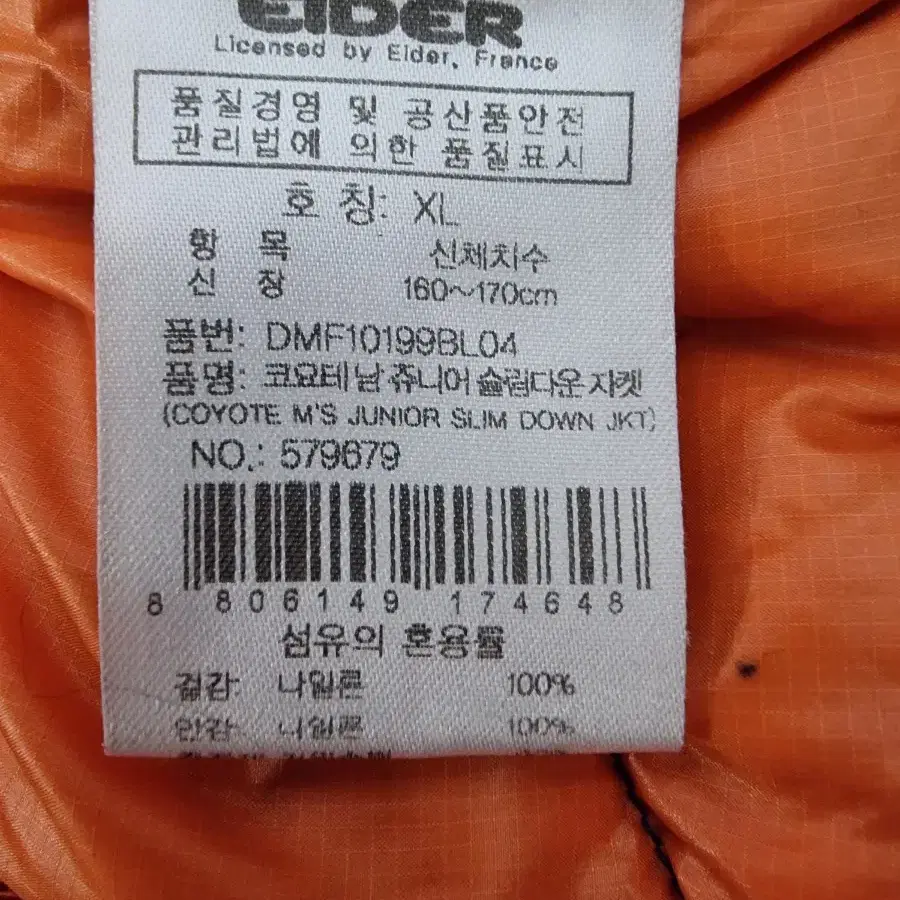 EIDER
Licensed by Eider, France
품질경영 및 공산품안전
관리법에 의한 품질표시
호 칭: XL
항 목 신체치수
신 장 160~170cm
품번: DMF10199BL04
품명: 코요테 남 쥬니어 슬림다운 자켓
(COYOTE M'S JUNIOR SLIM DOWN JKT)
NO.: 579679
8 806149 174648
섬유의 혼용률
겉감: 나일론 100%
안감: 나일론 100%